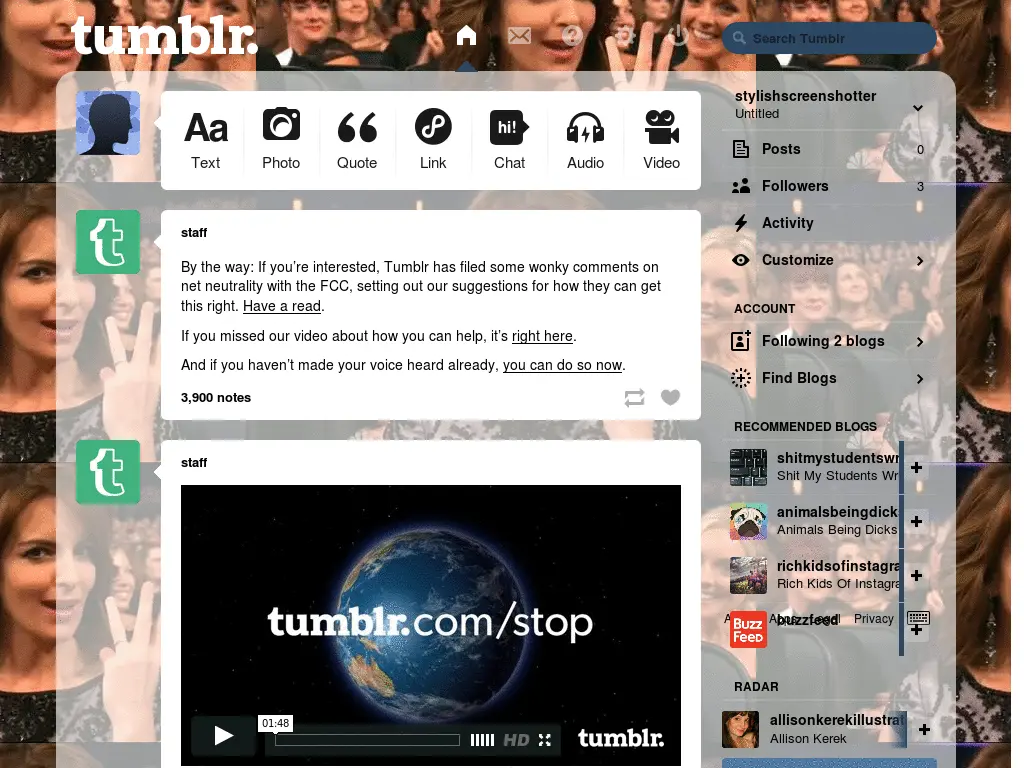 tumblr.
Search Tumblr
Aa
Text
Photo
Quote
Link
hi!
Chat
Audio
Video
stylishscreenshotter
Untitled
Posts 0
Followers 3
Activity
Customize
staff
By the way: If you’re interested, Tumblr has filed some wonky comments on
net neutrality with the FCC, setting out our suggestions for how they can get
this right. Have a read.
If you missed our video about how you can help, it’s right here.
And if you haven’t made your voice heard already, you can do so now.
3,900 notes
ACCOUNT
Following 2 blogs
Find Blogs
RECOMMENDED BLOGS
shitmystudentswr
Shit My Students Wr
animalsbeingdick
Animals Being Dicks
richkidsofinstagra
Rich Kids Of Instagra
Buzz
Feed
buzzfeed
Legal
Privacy
RADAR
allisonkerekillustrat
Allison Kerek
t
t
staff
tumblr.com/stop
01:48
HD
tumblr.